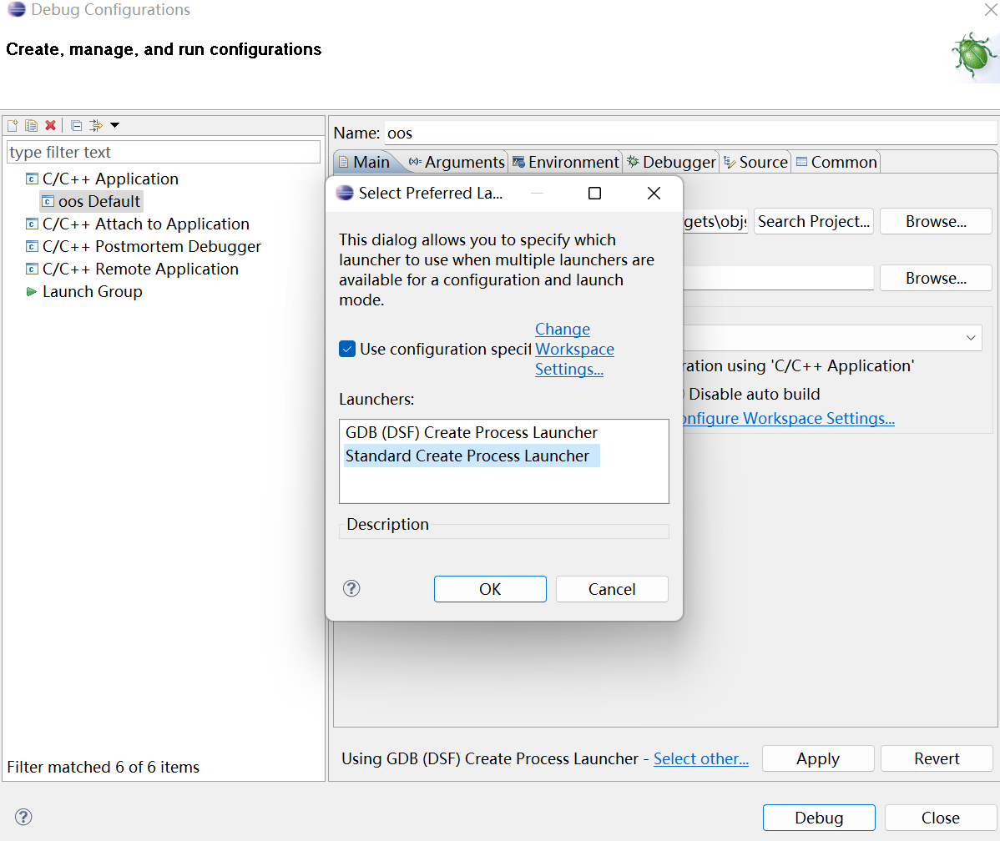 Debug Configurations
Create, manage, and run configurations
type filter text
C/C++ Application
oos Default
C/C++ Attach to Application
C/C++ Postmortem Debugger
C/C++ Remote Application
Launch Group
Filter matched 6 of 6 items
Name: oos
Main (x)= Arguments Environment Debugger Source Common
Search Project... Browse...
Browse...
using 'C/C++ Application'
Disable auto build
Workspace Settings...
Select Preferred La...
This dialog allows you to specify which
launcher to use when multiple launchers are
available for a configuration and launch
mode.
Use configuration specif
Change
Workspace
Settings...
Launchers:
GDB (DSF) Create Process Launcher
Standard Create Process Launcher
Description
OK Cancel
Using GDB (DSF) Create Process Launcher - Select other... Apply Revert
Debug Close